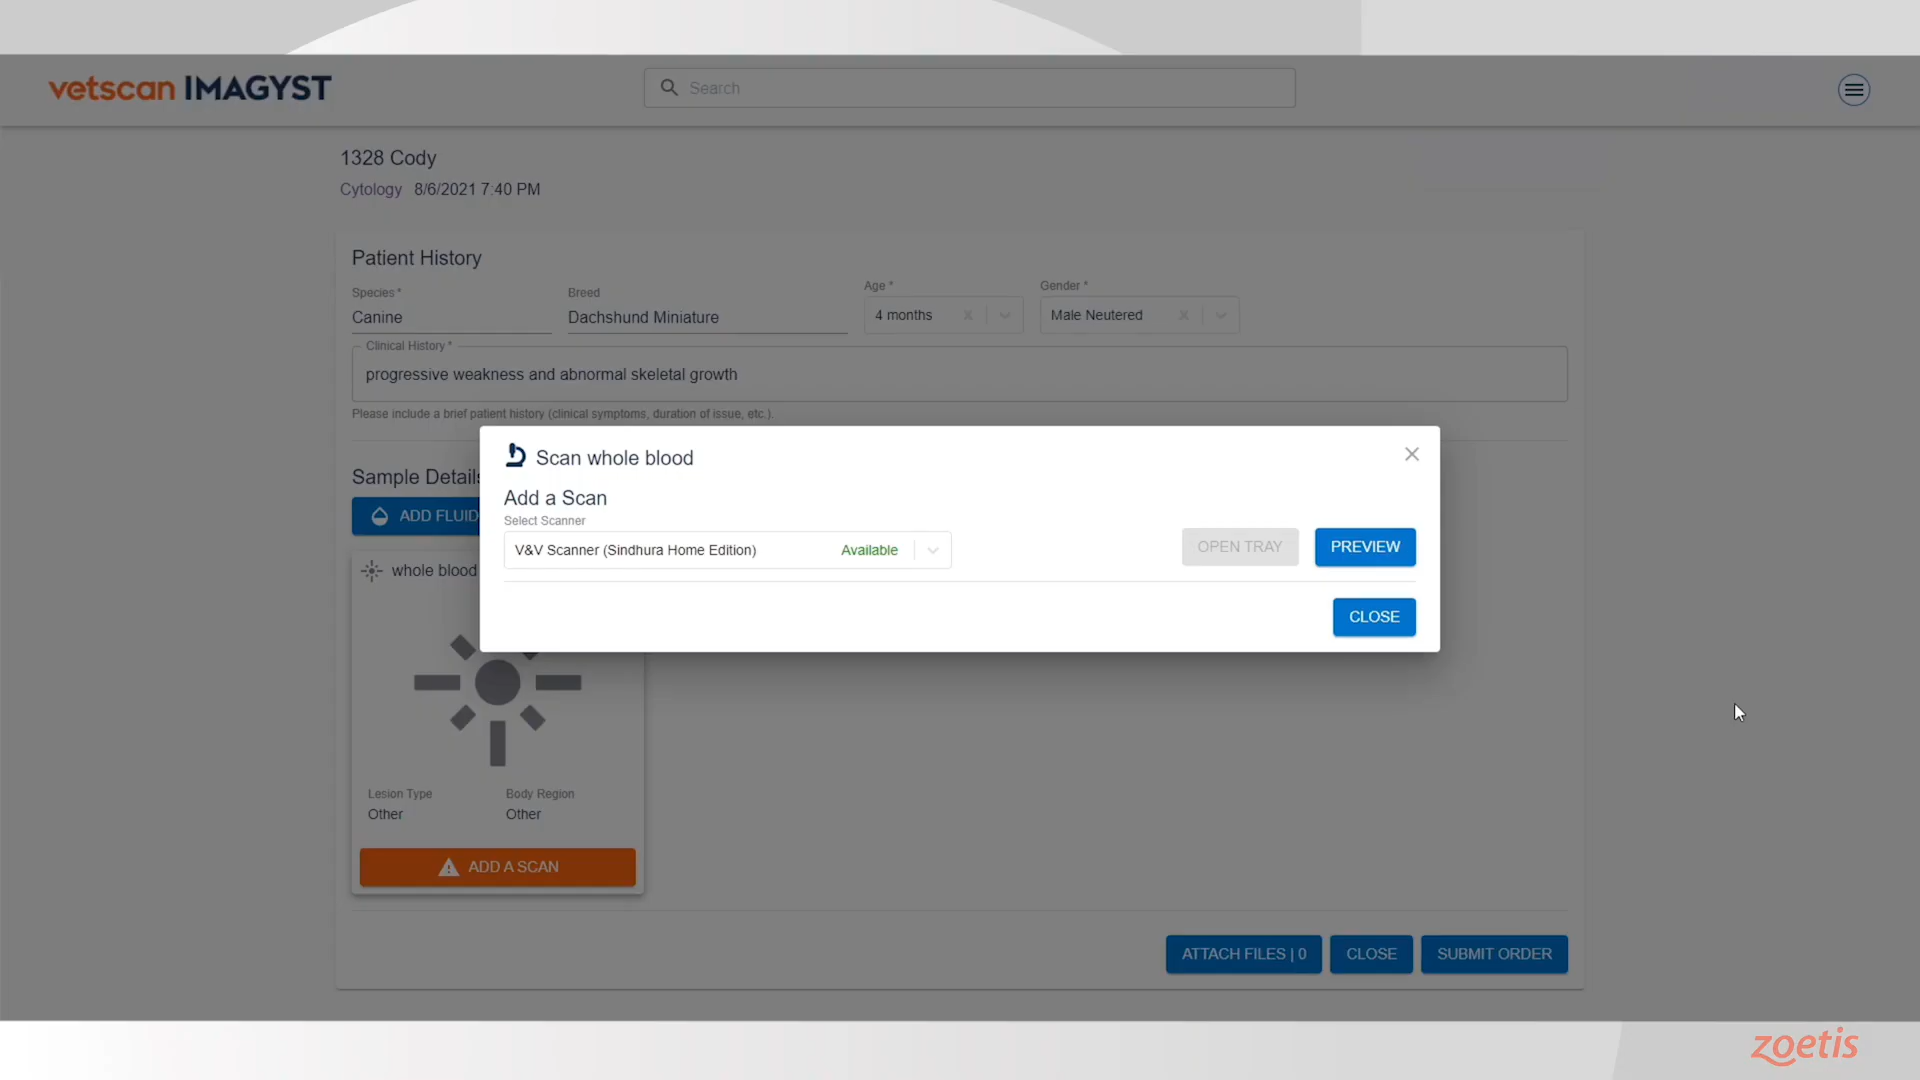 vetscan IMAGYST
Search
1328 Cody
Cytology 8/6/2021 7:40 PM
Patient History
Species *
Breed
Age *
Gender *
Canine
Dachshund Miniature
4 months
Male Neutered
Clinical History *
progressive weakness and abnormal skeletal growth
Please include a brief patient history (clinical symptoms, duration of issue, etc.).
Sample Details
ADD FLUID
whole blood
Scan whole blood
Add a Scan
Select Scanner
V&V Scanner (Sindhura Home Edition) Available
OPEN TRAY
PREVIEW
CLOSE
Lesion Type
Body Region
Other
Other
ADD A SCAN
ATTACH FILES | 0
CLOSE
SUBMIT ORDER
zoetis